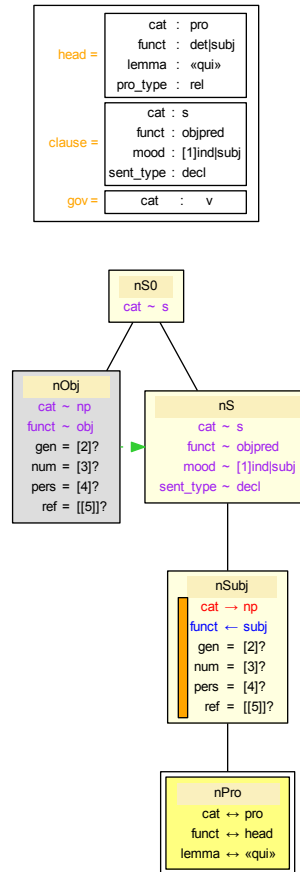 head =
cat : pro
funct : det|subj
lemma : «qui»
pro_type : rel
clause =
cat : s
funct : objpred
mood : [1]ind|subj
sent_type : decl
gov =
cat : v
nS0
cat ~ s
nObj
cat ~ np
funct ~ obj
gen = [2]?
num = [3]?
pers = [4]?
ref = [[5]]?
nS
cat ~ s
funct ~ objpred
mood ~ [1]ind|subj
sent_type ~ decl
nSubj
cat → np
funct ← subj
gen = [2]?
num = [3]?
pers = [4]?
ref = [[5]]?
nPro
cat ↔ pro
funct ↔ head
lemma ↔ «qui»